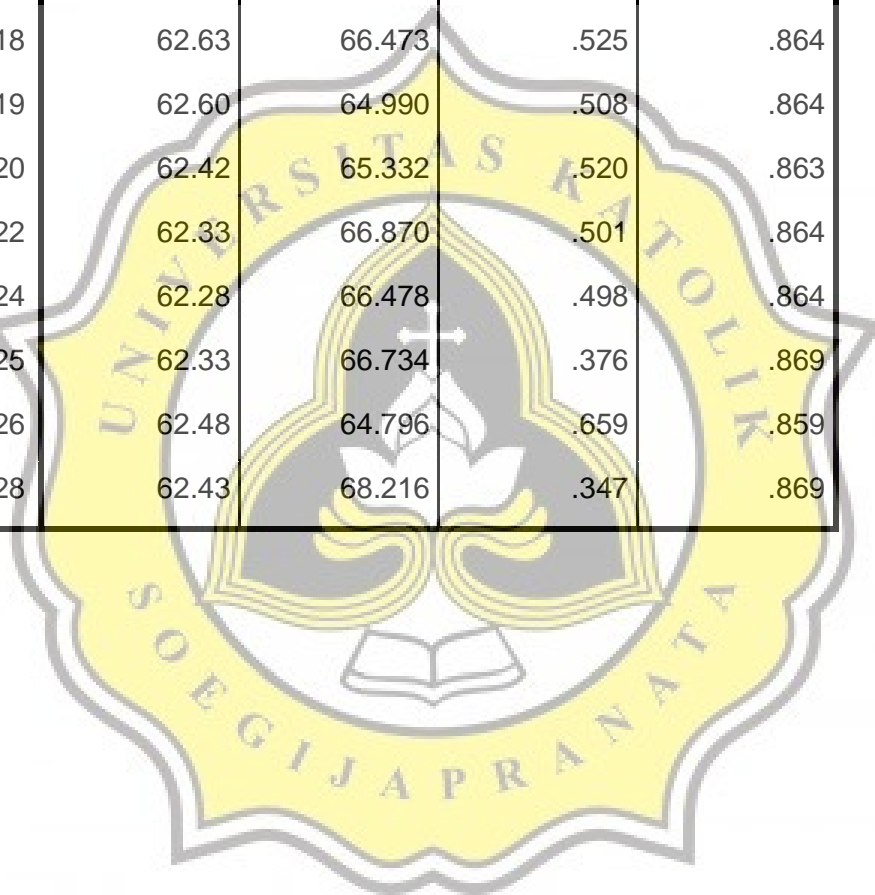 18 62.63 66.473 .525 .864
19 62.60 64.990 .508 .864
20 62.42 65.332 .520 .863
22 62.33 66.870 .501 .864
24 62.28 66.478 .498 .864
25 62.33 66.734 .376 .869
26 62.48 64.796 .659 .859
28 62.43 68.216 .347 .869
UNIVERSITAS KATOLIK
SOEGIJAPRANATA